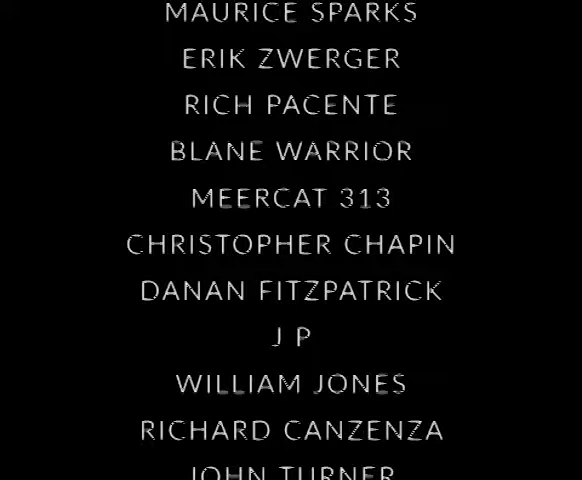 MAURICE SPARKS
ERIK ZWERGER
RICH PACENTE
BLANE WARRIOR
MEERCAT 313
CHRISTOPHER CHAPIN
DANAN FITZPATRICK
J P
WILLIAM JONES
RICHARD CANZENZA
JOHN TURNER